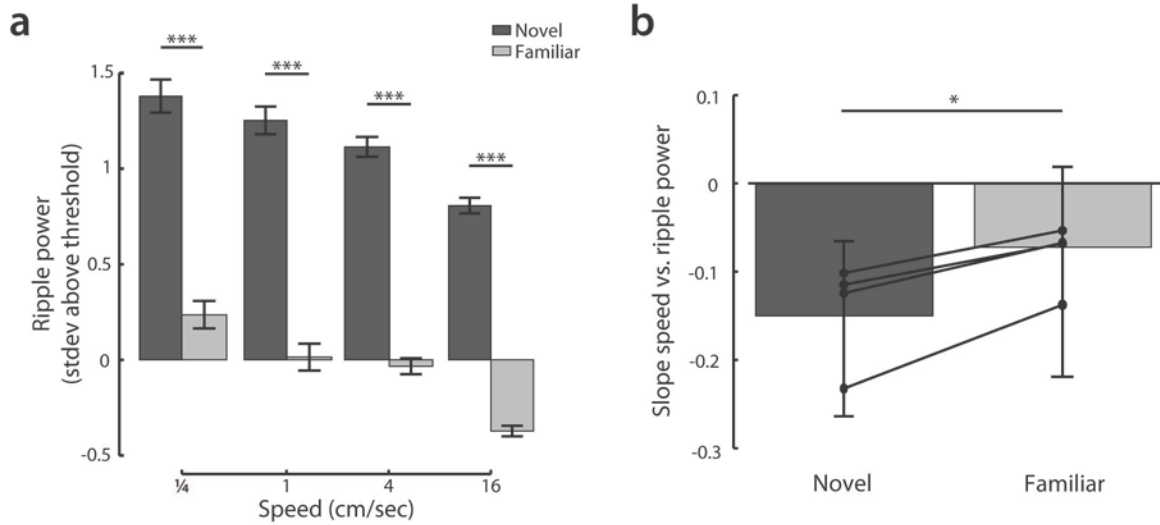 a
Novel
Familiar
***
***
***
***
1.5
1
0.5
0
-0.5
Ripple power
(stdev above threshold)
¼ 1 4 16
Speed (cm/sec)
b
*
0.1
0
-0.1
-0.2
-0.3
Slope speed vs. ripple power
Novel Familiar